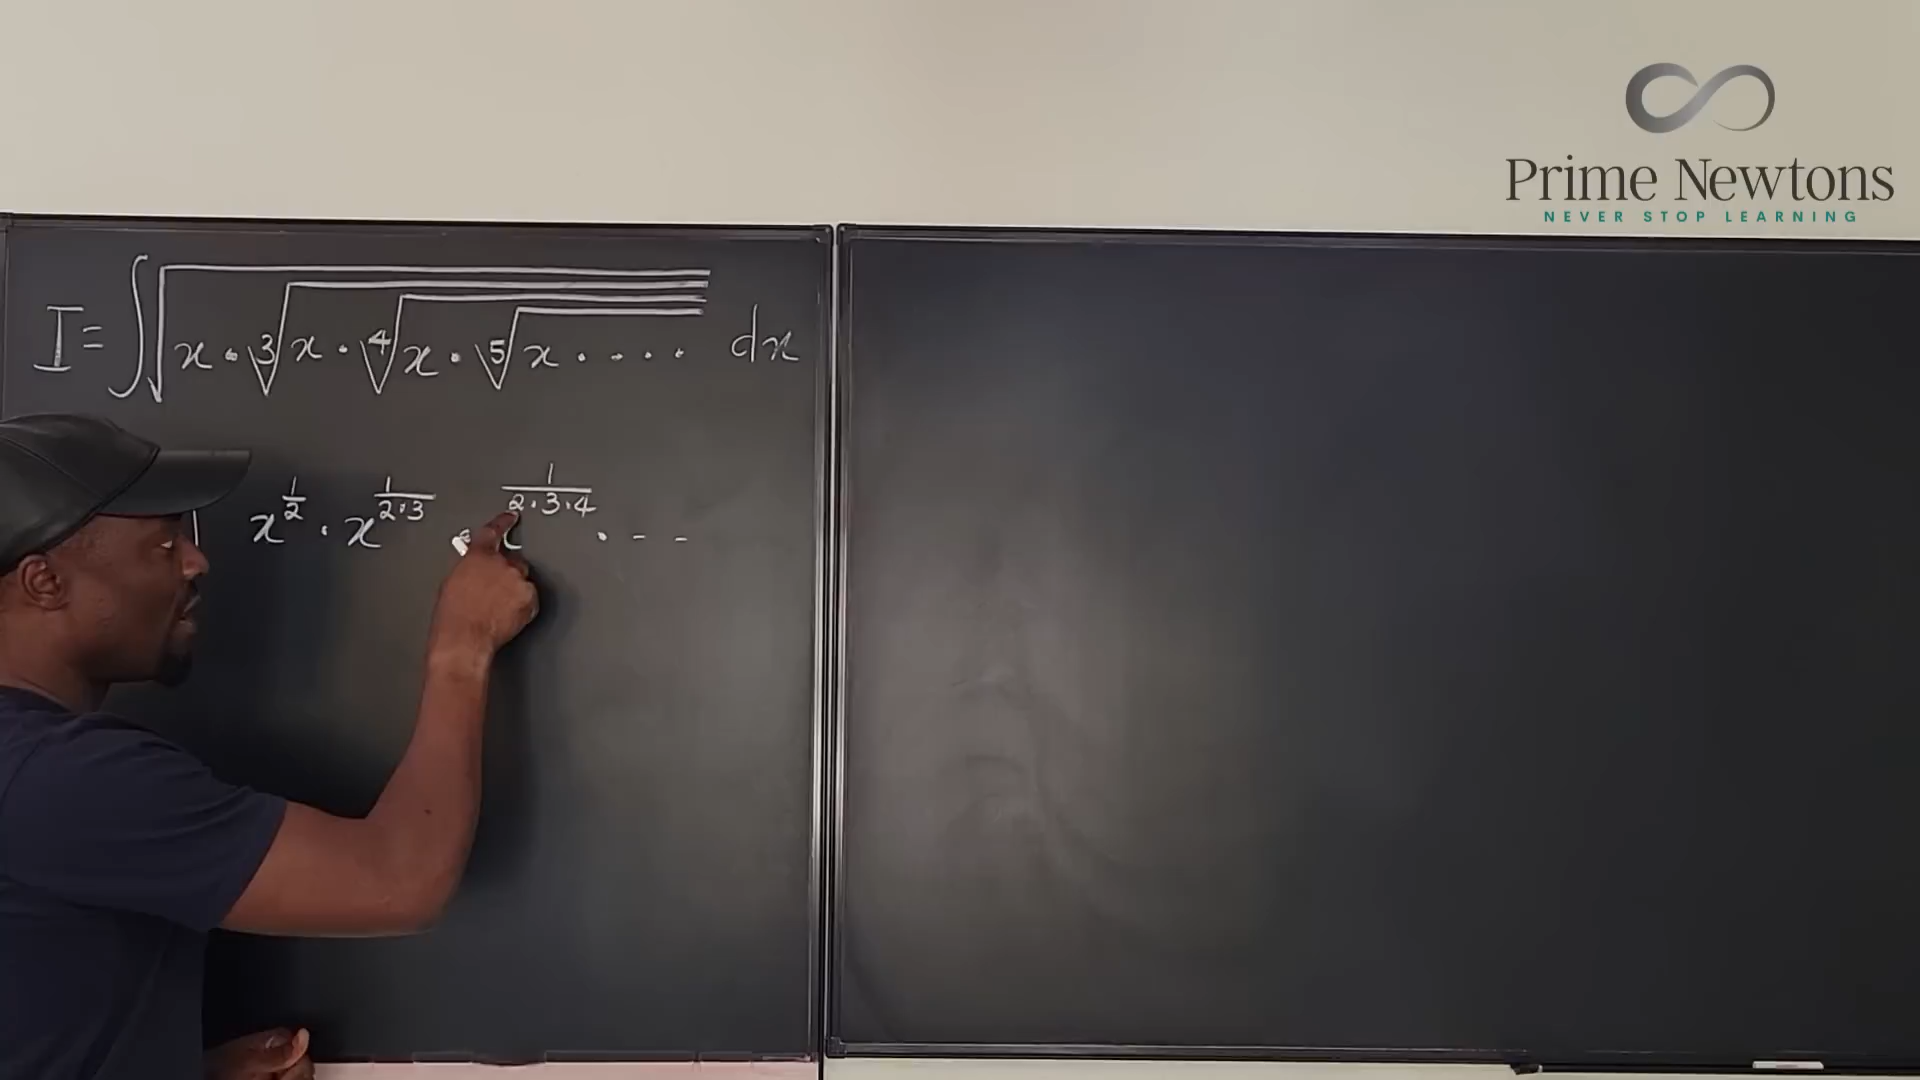 Prime Newtons
NEVER STOP LEARNING
I = ∫ √(x · ∛(x · ∜(x · ⁵√(x · · · · ·)))) dx
x^(1/2) · x^(1/(2·3)) · x^(1/(2·3·4)) · - -